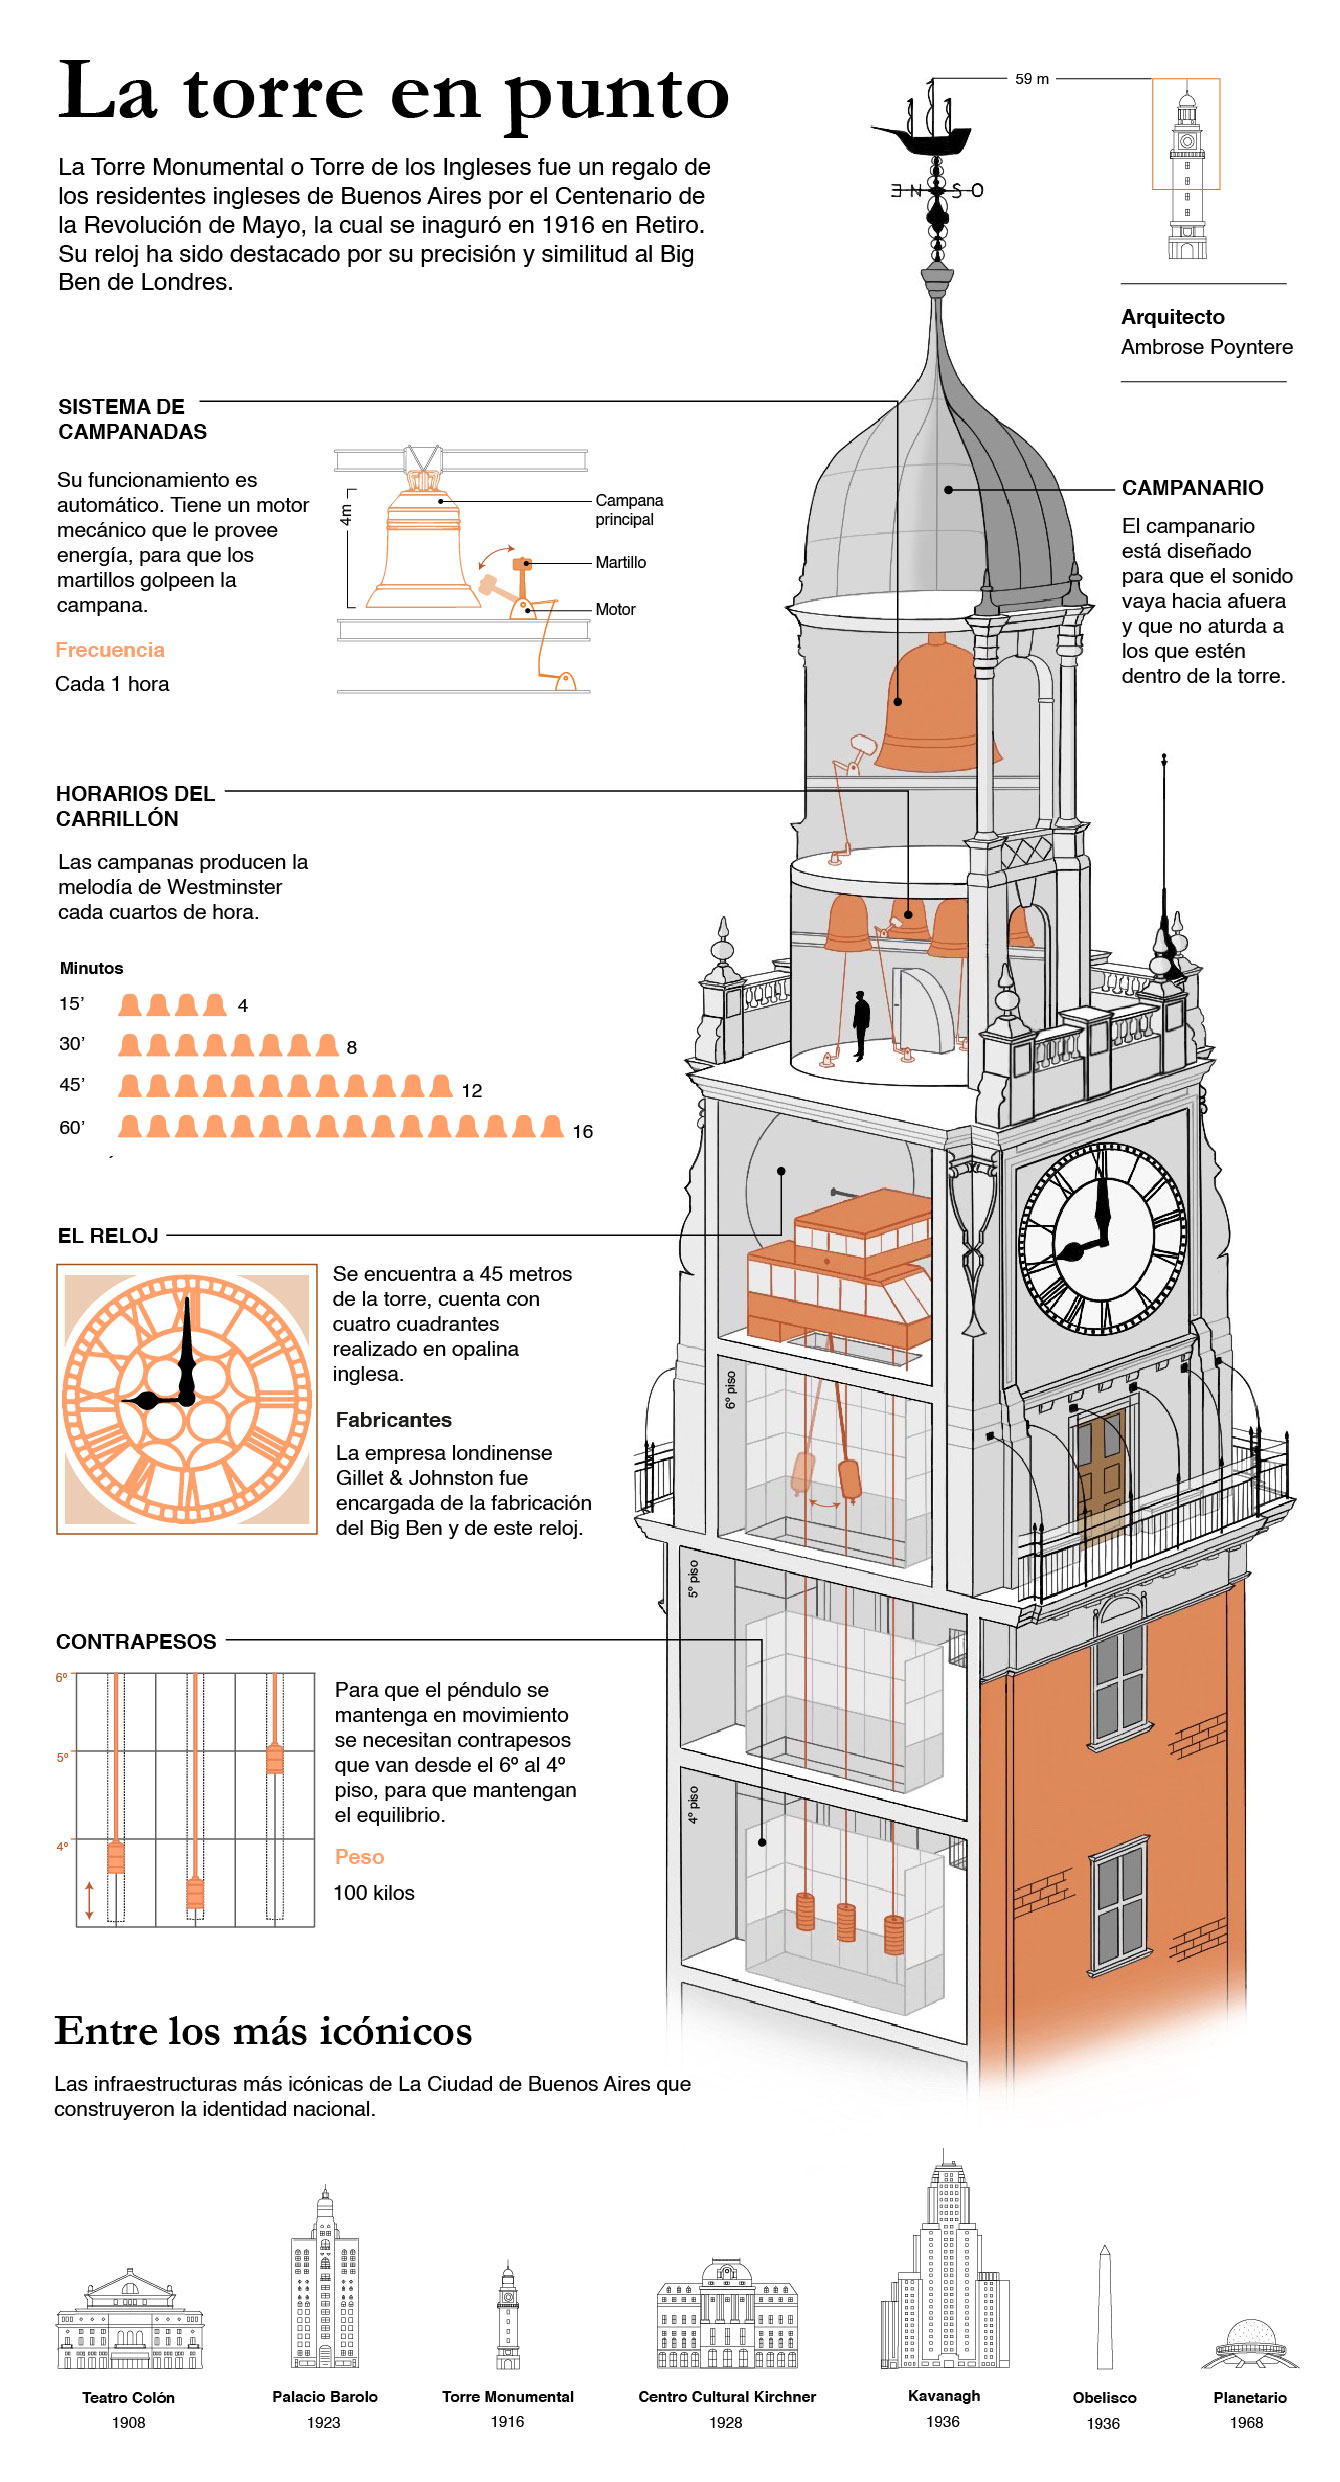 La torre en punto
La Torre Monumental o Torre de los Ingleses fue un regalo de
los residentes ingleses de Buenos Aires por el Centenario de
la Revolución de Mayo, la cual se inaguró en 1916 en Retiro.
Su reloj ha sido destacado por su precisión y similitud al Big
Ben de Londres.
59 m
E N S O
Arquitecto
Ambrose Poyntere
SISTEMA DE
CAMPANADAS
Su funcionamiento es
automático. Tiene un motor
mecánico que le provee
energía, para que los
martillos golpeen la
campana.
Frecuencia
Cada 1 hora
4m
Campana
principal
Martillo
Motor
CAMPANARIO
El campanario
está diseñado
para que el sonido
vaya hacia afuera
y que no aturda a
los que estén
dentro de la torre.
HORARIOS DEL
CARRILLÓN
Las campanas producen la
melodía de Westminster
cada cuartos de hora.
Minutos
15’ 4
30’ 8
45’ 12
60’ 16
EL RELOJ
Se encuentra a 45 metros
de la torre, cuenta con
cuatro cuadrantes
realizado en opalina
inglesa.
Fabricantes
La empresa londinense
Gillet & Johnston fue
encargada de la fabricación
del Big Ben y de este reloj.
6º piso
5º piso
4º piso
CONTRAPESOS
6º
5º
4º
Para que el péndulo se
mantenga en movimiento
se necesitan contrapesos
que van desde el 6º al 4º
piso, para que mantengan
el equilibrio.
Peso
100 kilos
Entre los más icónicos
Las infraestructuras más icónicas de La Ciudad de Buenos Aires que
construyeron la identidad nacional.
Teatro Colón
1908
Palacio Barolo
1923
Torre Monumental
1916
Centro Cultural Kirchner
1928
Kavanagh
1936
Obelisco
1936
Planetario
1968